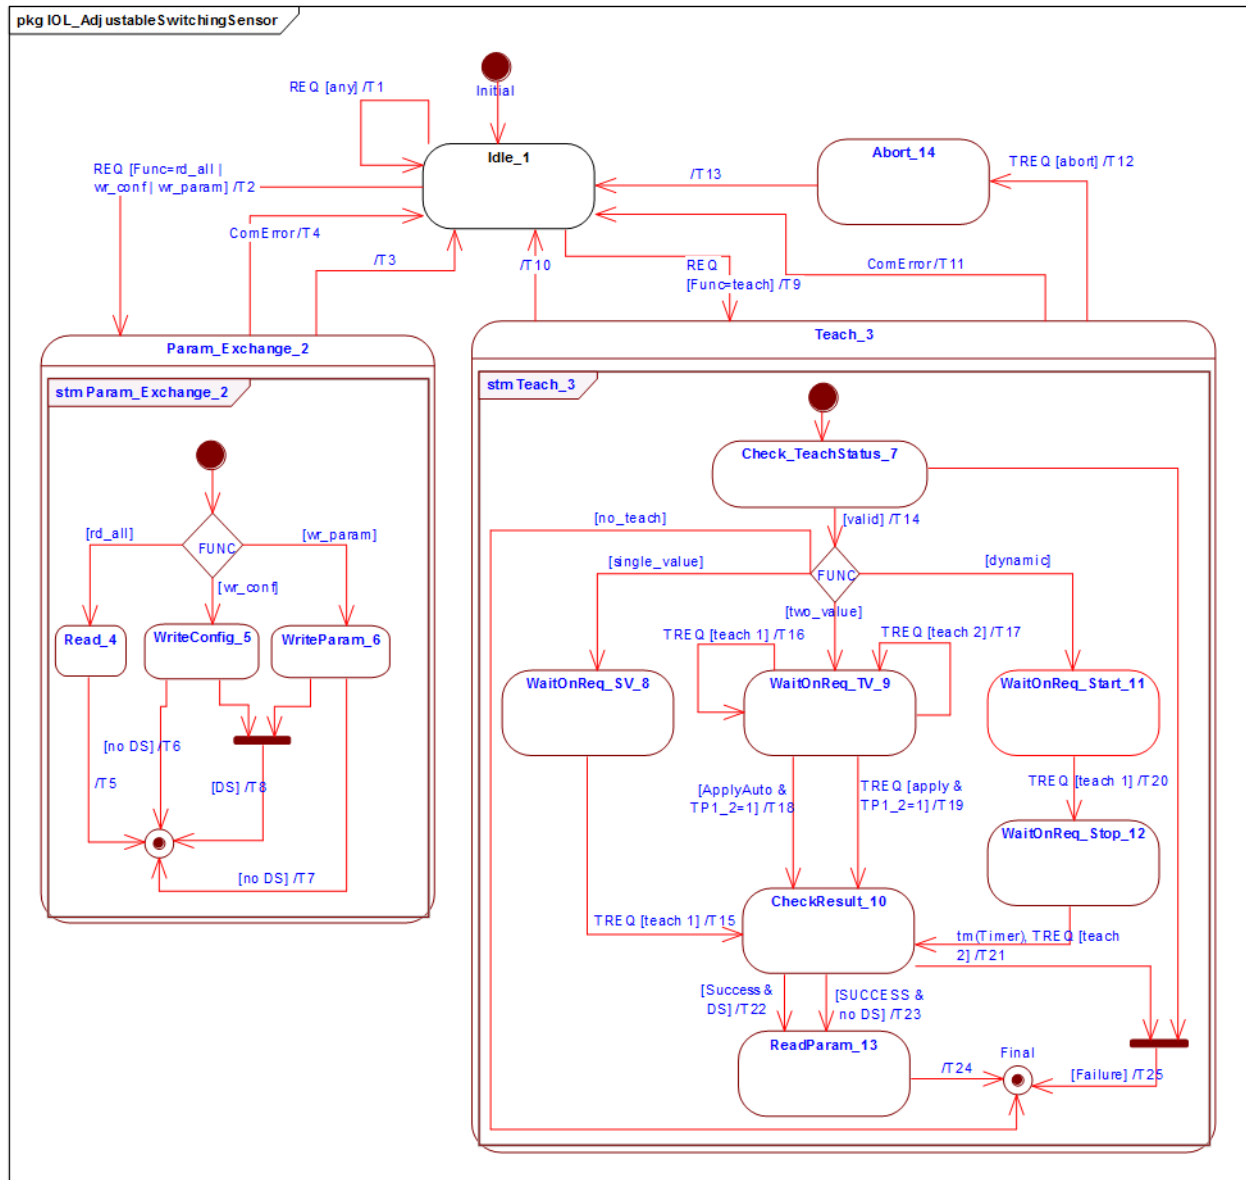 pkg IOL_AdjustableSwitchingSensor
Initial
REQ [any] /T1
Idle_1
Abort_14
TREQ [abort] /T12
REQ [Func=rd_all |
wr_conf | wr_param] /T2
/T13
ComError /T4
/T3
/T10
REQ
[Func=teach] /T9
ComError /T11
Param_Exchange_2
stm Param_Exchange_2
[rd_all]
[wr_param]
FUNC
[wr_conf]
Read_4
WriteConfig_5
WriteParam_6
[no DS] /T6
/T5
[DS] /T8
[no DS] /T7
Teach_3
stm Teach_3
Check_TeachStatus_7
[no_teach]
[valid] /T14
[single_value]
FUNC
[dynamic]
[two_value]
TREQ [teach 1] /T16
TREQ [teach 2] /T17
WaitOnReq_SV_8
WaitOnReq_TV_9
WaitOnReq_Start_11
[ApplyAuto &
TP1_2=1] /T18
TREQ [apply &
TP1_2=1] /T19
TREQ [teach 1] /T20
WaitOnReq_Stop_12
CheckResult_10
TREQ [teach 1] /T15
tm(Timer), TREQ [teach
2] /T21
[Success &
DS] /T22
[SUCCESS &
no DS] /T23
ReadParam_13
Final
/T24
[Failure] /T25